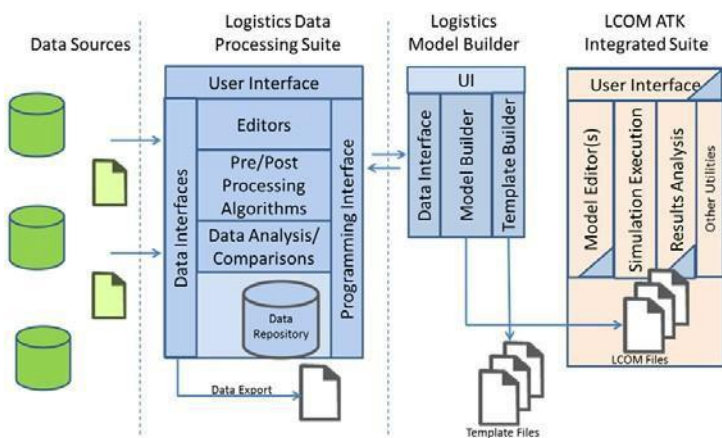 Data Sources
Logistics Data
Processing Suite
Logistics
Model Builder
LCOM ATK
Integrated Suite
User Interface
Data Interfaces
Editors
Pre/Post
Processing
Algorithms
Data Analysis/
Comparisons
Data
Repository
Programming Interface
Data Export
UI
Data Interface
Model Builder
Template Builder
Template Files
User Interface
Model Editor(s)
Simulation Execution
Results Analysis
Other Utilities
LCOM Files